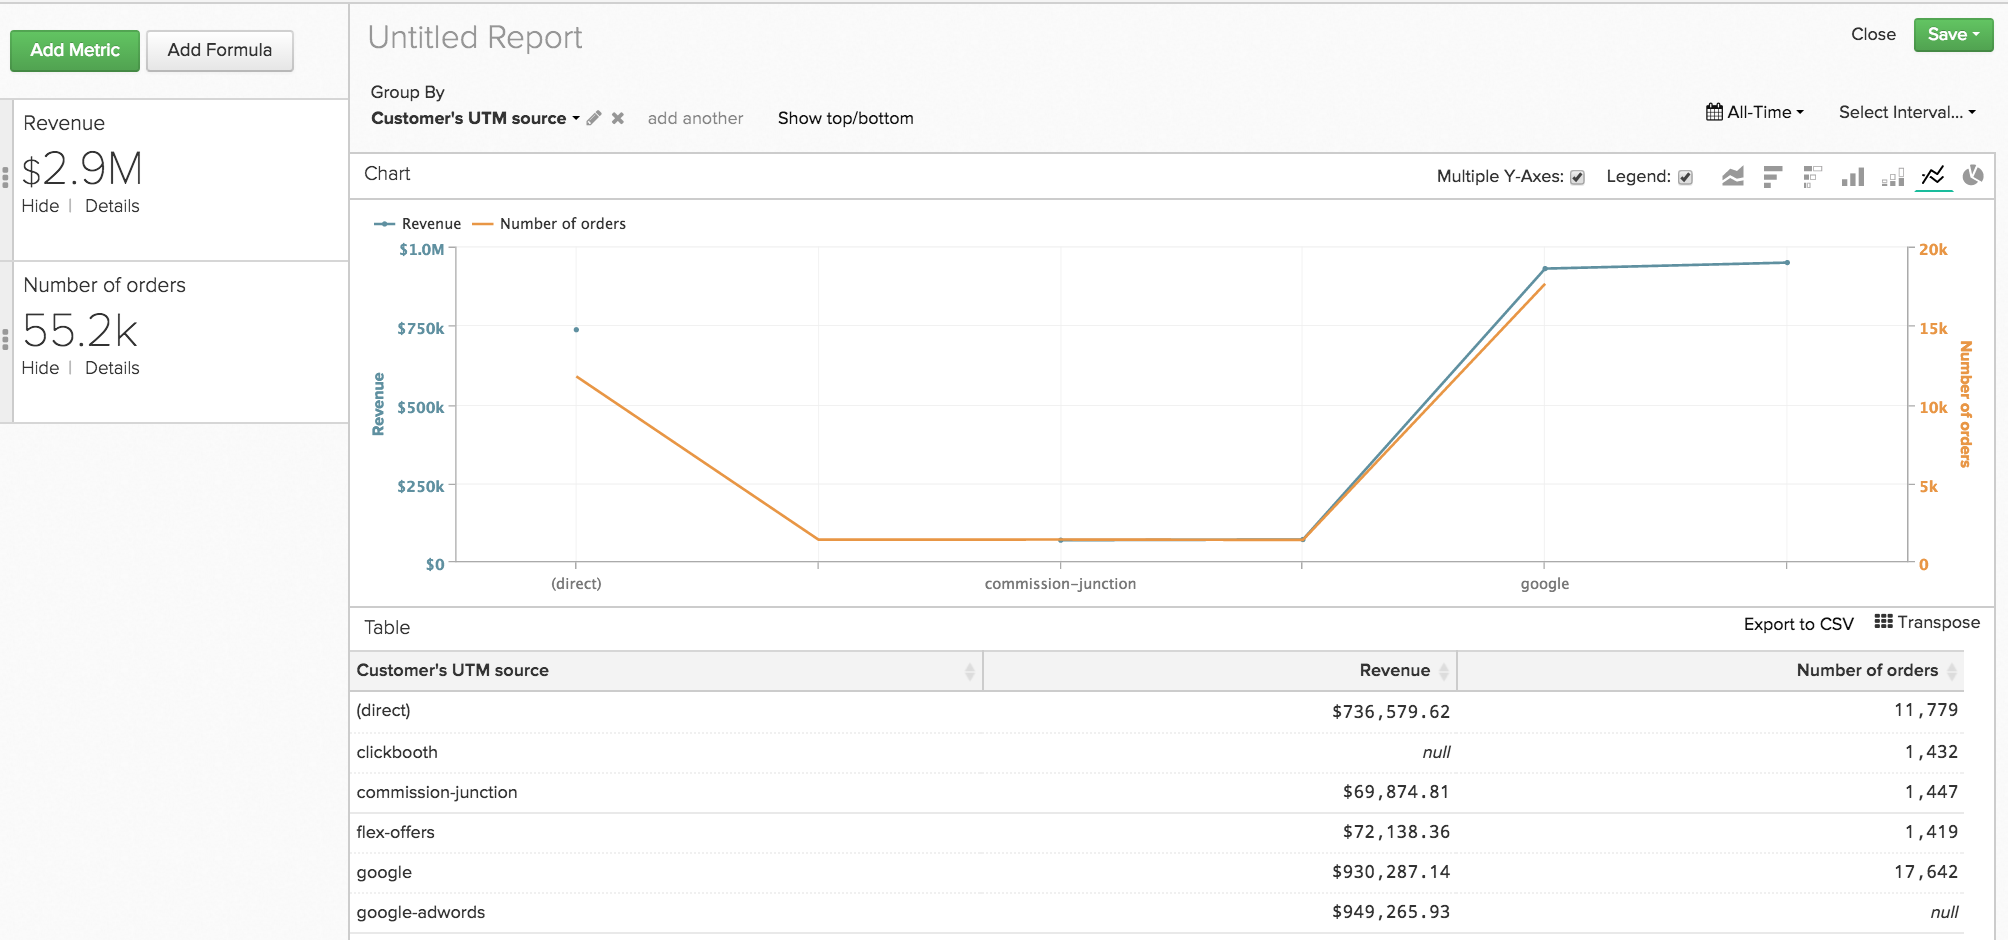 Add Metric Add Formula
Revenue
$2.9M
Hide | Details
Number of orders
55.2k
Hide | Details
Untitled Report
Close Save
Group By
Customer's UTM source add another Show top/bottom
All-Time Select Interval...
Chart
Multiple Y-Axes: Legend:
Revenue Number of orders
$1.0M 20k
$750k 15k
$500k 10k
$250k 5k
$0 0
Revenue
Number of orders
(direct) commission-junction google
Table
Export to CSV Transpose
Customer's UTM source Revenue Number of orders
(direct) $736,579.62 11,779
clickbooth null 1,432
commission-junction $69,874.81 1,447
flex-offers $72,138.36 1,419
google $930,287.14 17,642
google-adwords $949,265.93 null